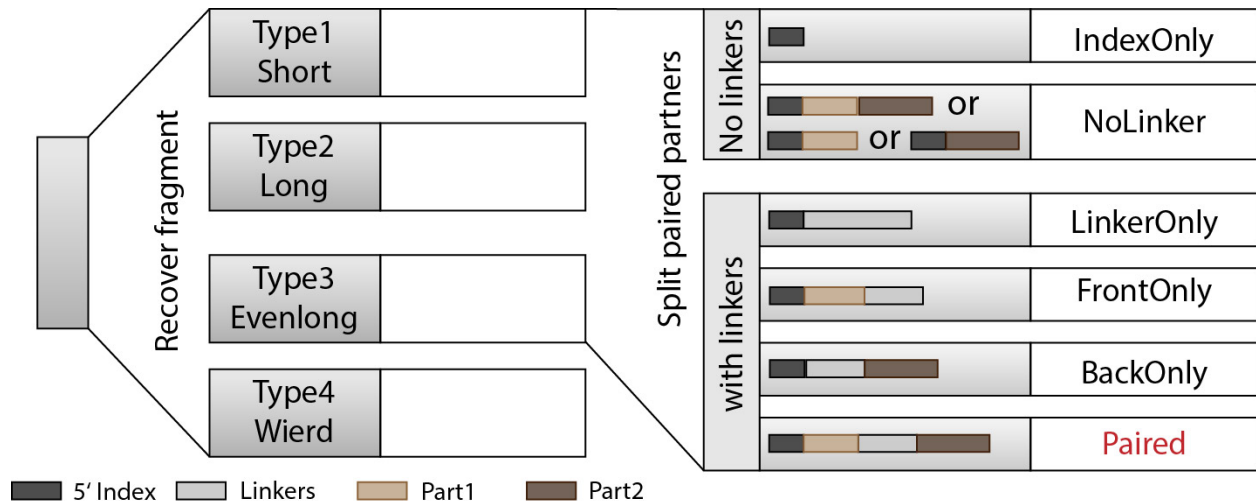 Recover fragment
Type1
Short
Type2
Long
Type3
Evenlong
Type4
Wierd
Split paired partners
No linkers
IndexOnly
or
or
NoLinker
with linkers
LinkerOnly
FrontOnly
BackOnly
Paired
5' Index
Linkers
Part1
Part2